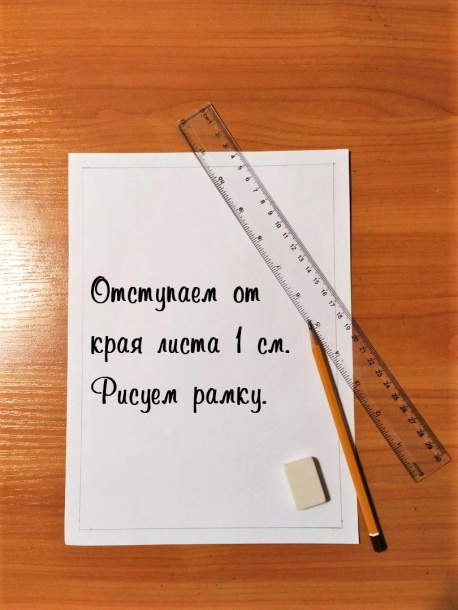 Отступаем от
края листа 1 см.
Рисуем рамку.